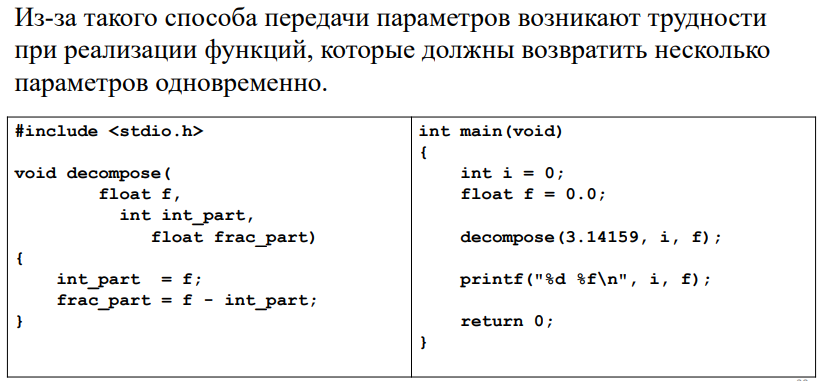 Из-за такого способа передачи параметров возникают трудности
при реализации функций, которые должны возвратить несколько
параметров одновременно.
#include <stdio.h>
void decompose(
float f,
int int_part,
float frac_part)
{
int_part = f;
frac_part = f - int_part;
}
int main(void)
{
int i = 0;
float f = 0.0;
decompose(3.14159, i, f);
printf("%d %f\n", i, f);
return 0;
}